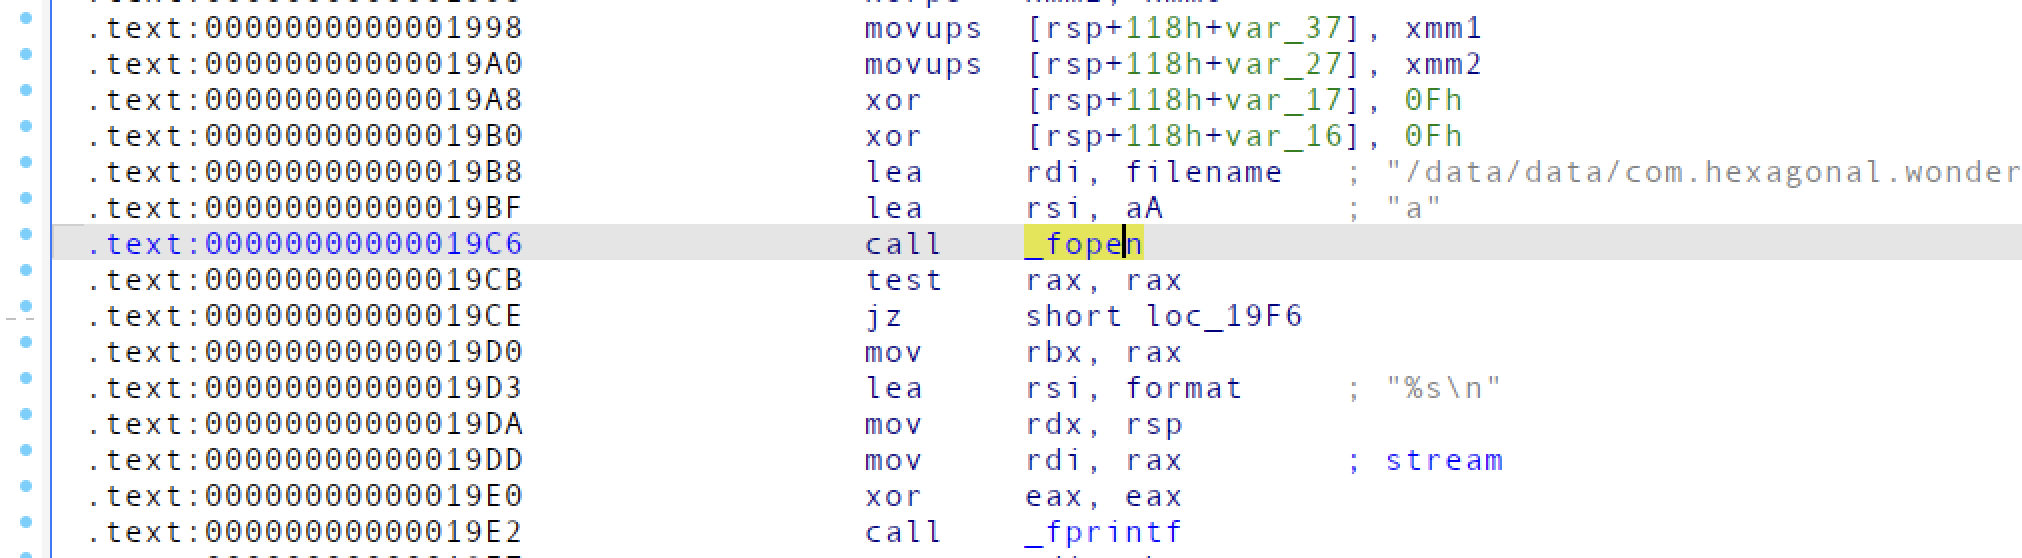 .text:0000000000001998 movups [rsp+118h+var_37], xmm1
.text:00000000000019A0 movups [rsp+118h+var_27], xmm2
.text:00000000000019A8 xor [rsp+118h+var_17], 0Fh
.text:00000000000019B0 xor [rsp+118h+var_16], 0Fh
.text:00000000000019B8 lea rdi, filename ; "/data/data/com.hexagonal.wonder
.text:00000000000019BF lea rsi, aA ; "a"
.text:00000000000019C6 call _fopen
.text:00000000000019CB test rax, rax
.text:00000000000019CE jz short loc_19F6
.text:00000000000019D0 mov rbx, rax
.text:00000000000019D3 lea rsi, format ; "%s\n"
.text:00000000000019DA mov rdx, rsp
.text:00000000000019DD mov rdi, rax ; stream
.text:00000000000019E0 xor eax, eax
.text:00000000000019E2 call _fprintf